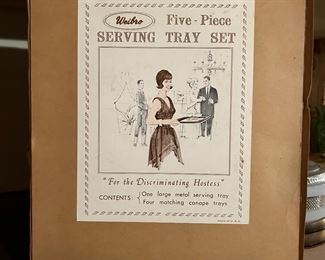 Weibro Five-Piece
SERVING TRAY SET
"For the Discriminating Hostess"
CONTENTS: { One large metal serving tray
Four matching canape trays